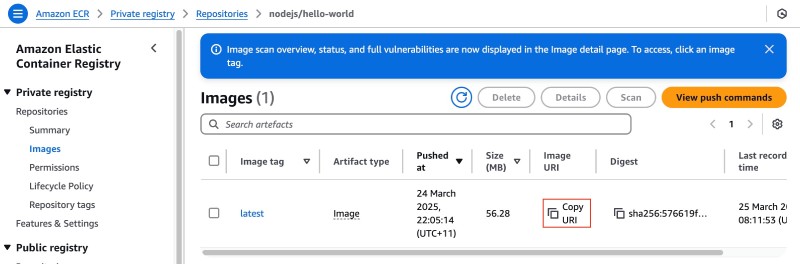 Amazon ECR > Private registry > Repositories > nodejs/hello-world
Amazon Elastic
Container Registry
Private registry
Repositories
Summary
Images
Permissions
Lifecycle Policy
Repository tags
Features & Settings
Public registry
Image scan overview, status, and full vulnerabilities are now displayed in the Image detail page. To access, click an image
tag.
Images (1)
Delete
Details
Scan
View push commands
Search artefacts
1
Image tag
Artifact type
Pushed
at
Size
(MB)
Image
URI
Digest
Last record
time
latest
Image
24 March
2025,
22:05:14
(UTC+11)
56.28
Copy
URI
sha256:576619f...
25 March 20
08:11:53 (U